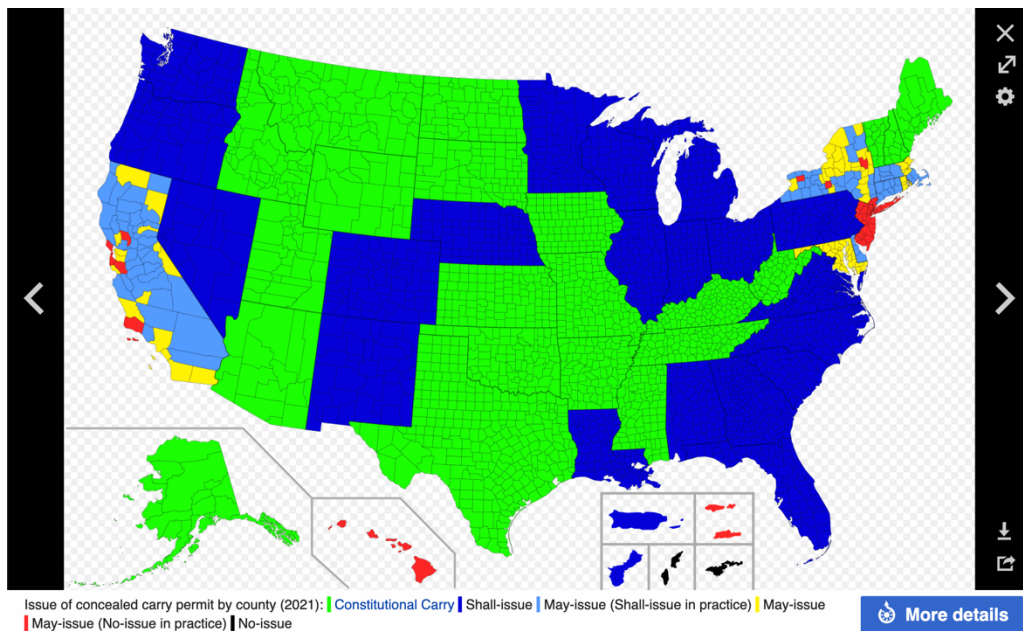 Issue of concealed carry permit by county (2021): Constitutional Carry Shall-issue May-issue (Shall-issue in practice) May-issue
May-issue (No-issue in practice) No-issue
More details